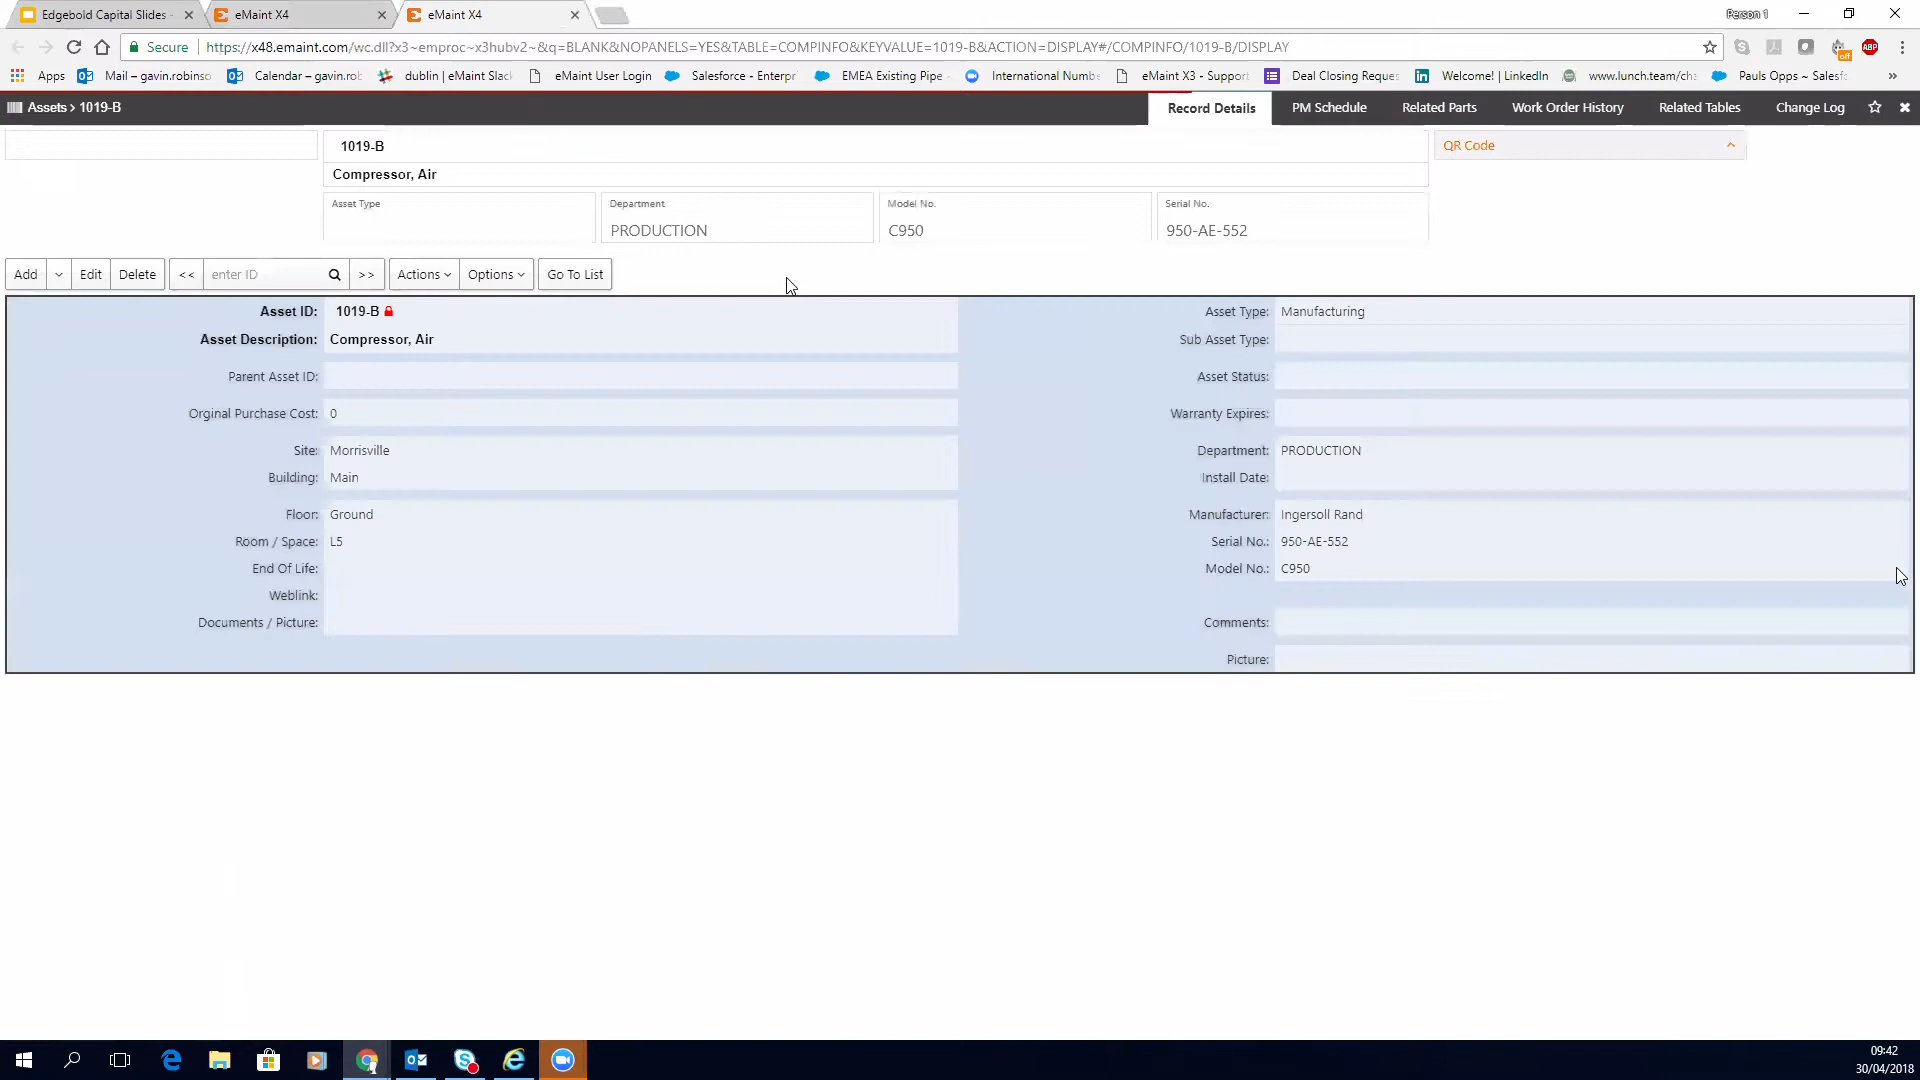 Edgebold Capital Slides -
eMaint X4
eMaint X4
Person 1
Secure
https://x48.emaint.com/wc.dll?x3~emproc~x3hubv2~&q=BLANK&NOPANELS=YES&TABLE=COMPINFO&KEYVALUE=1019-B&ACTION=DISPLAY#/COMPINFO/1019-B/DISPLAY
ABP
off
Apps
Mail – gavin.robinso
Calendar – gavin.rob
dublin | eMaint Slack
eMaint User Login
Salesforce - Enterpr
EMEA Existing Pipe
International Numb
eMaint X3 - Support
Deal Closing Reques
Welcome! | LinkedIn
www.lunch.team/ch
Pauls Opps ~ Salesf
»
Assets > 1019-B
Record Details
PM Schedule
Related Parts
Work Order History
Related Tables
Change Log
1019-B
QR Code
Compressor, Air
Asset Type
Department
Model No.
Serial No.
PRODUCTION
C950
950-AE-552
Add
Edit
Delete
<<
enter ID
>>
Actions
Options
Go To List
Asset ID: 1019-B
Asset Type: Manufacturing
Asset Description: Compressor, Air
Sub Asset Type:
Parent Asset ID:
Asset Status:
Orginal Purchase Cost: 0
Warranty Expires:
Site: Morrisville
Department: PRODUCTION
Building: Main
Install Date:
Floor: Ground
Manufacturer: Ingersoll Rand
Room / Space: L5
Serial No.: 950-AE-552
End Of Life:
Model No.: C950
Weblink:
Documents / Picture:
Comments:
Picture:
09:42
30/04/2018